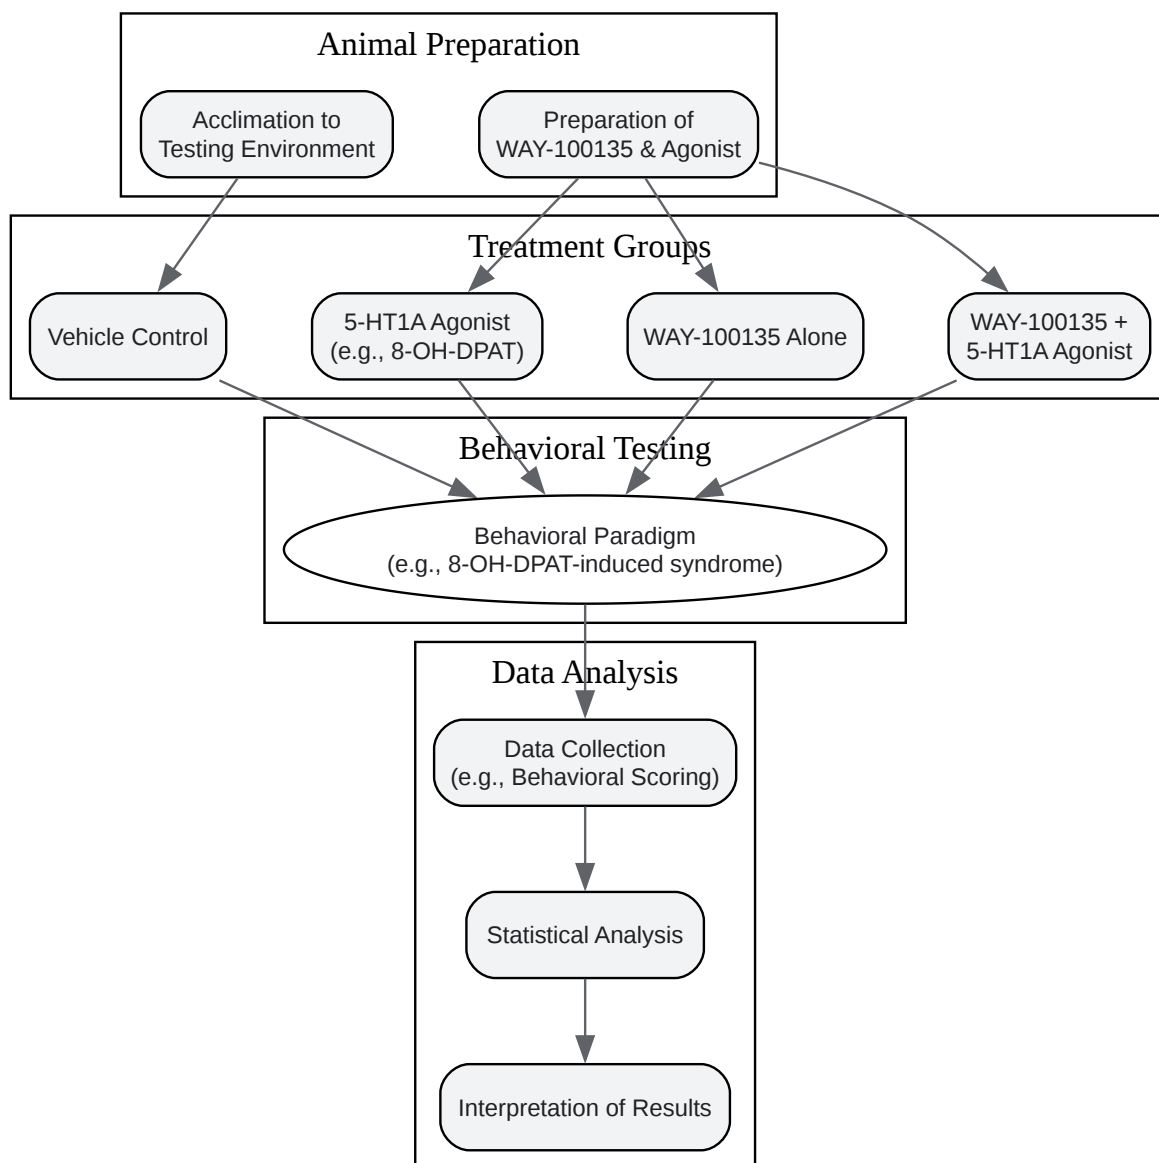 Animal Preparation
Acclimation to
Testing Environment
Preparation of
WAY-100135 & Agonist
Treatment Groups
Vehicle Control
5-HT1A Agonist
(e.g., 8-OH-DPAT)
WAY-100135 Alone
WAY-100135 +
5-HT1A Agonist
Behavioral Testing
Behavioral Paradigm
(e.g., 8-OH-DPAT-induced syndrome)
Data Analysis
Data Collection
(e.g., Behavioral Scoring)
Statistical Analysis
Interpretation of Results